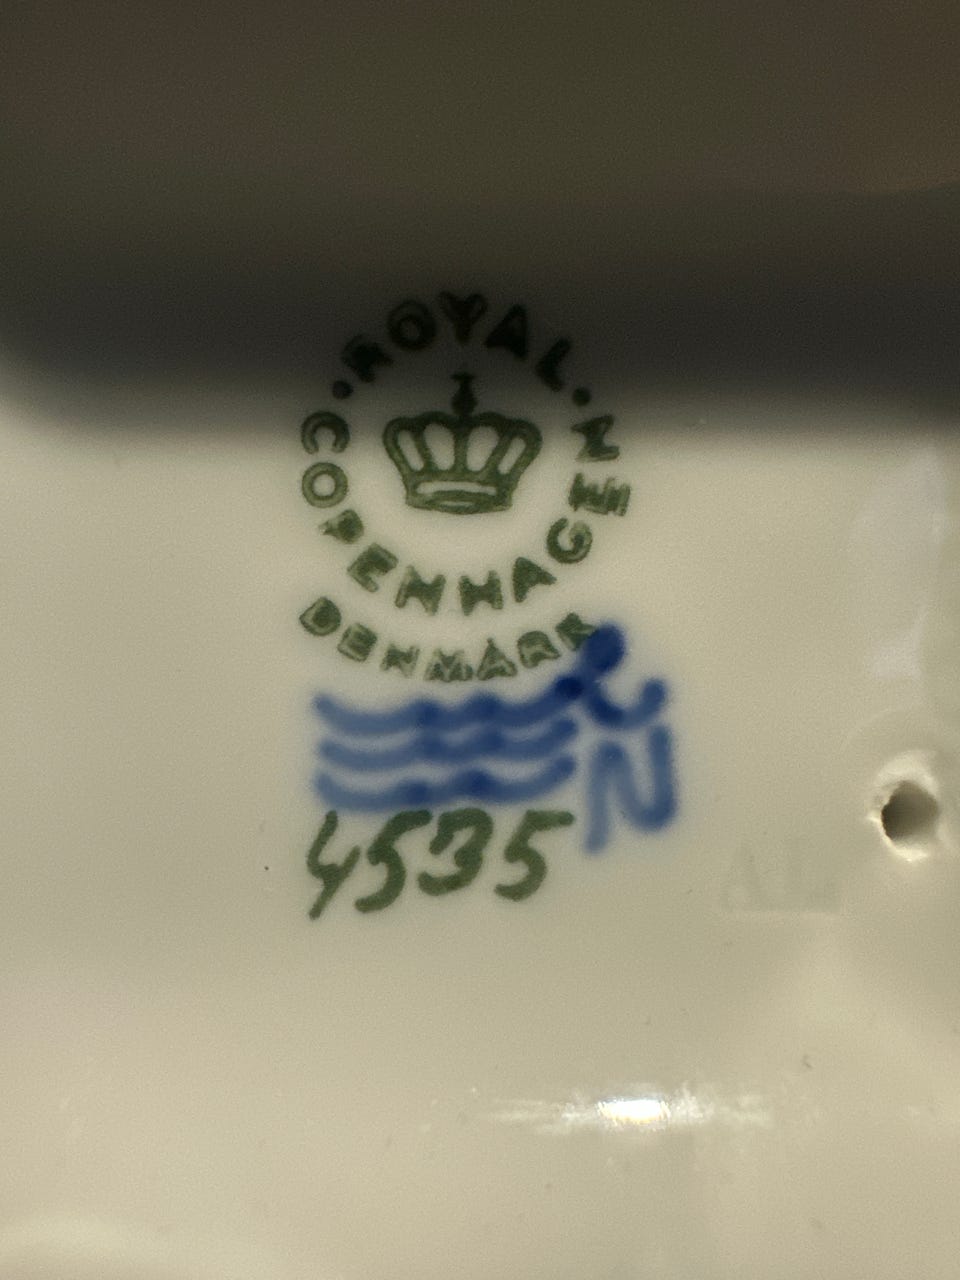 ROYAL
COPENHAGEN
DENMARK
4535
N